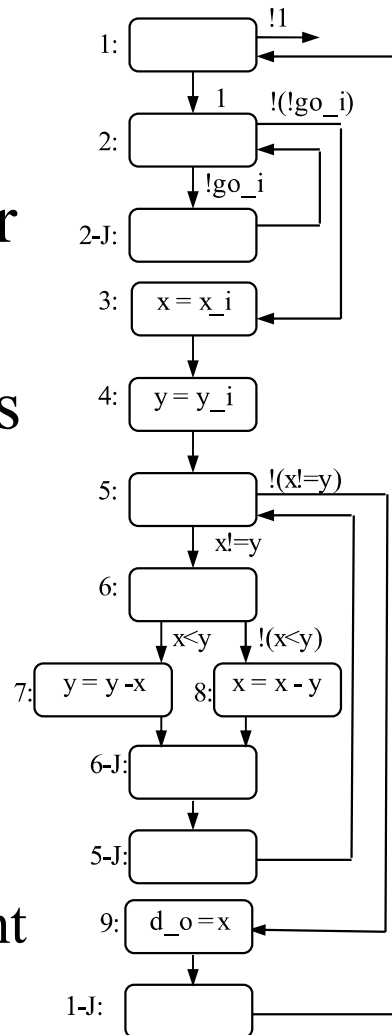 1: !1
1 !(!go_i)
2:
!go_i
r
2-J:
3: x = x_i
s
4: y = y_i
5: !(x!=y)
x!=y
6:
x<y !(x<y)
7: y = y -x 8: x = x - y
6-J:
5-J:
nt
9: d_o = x
1-J: